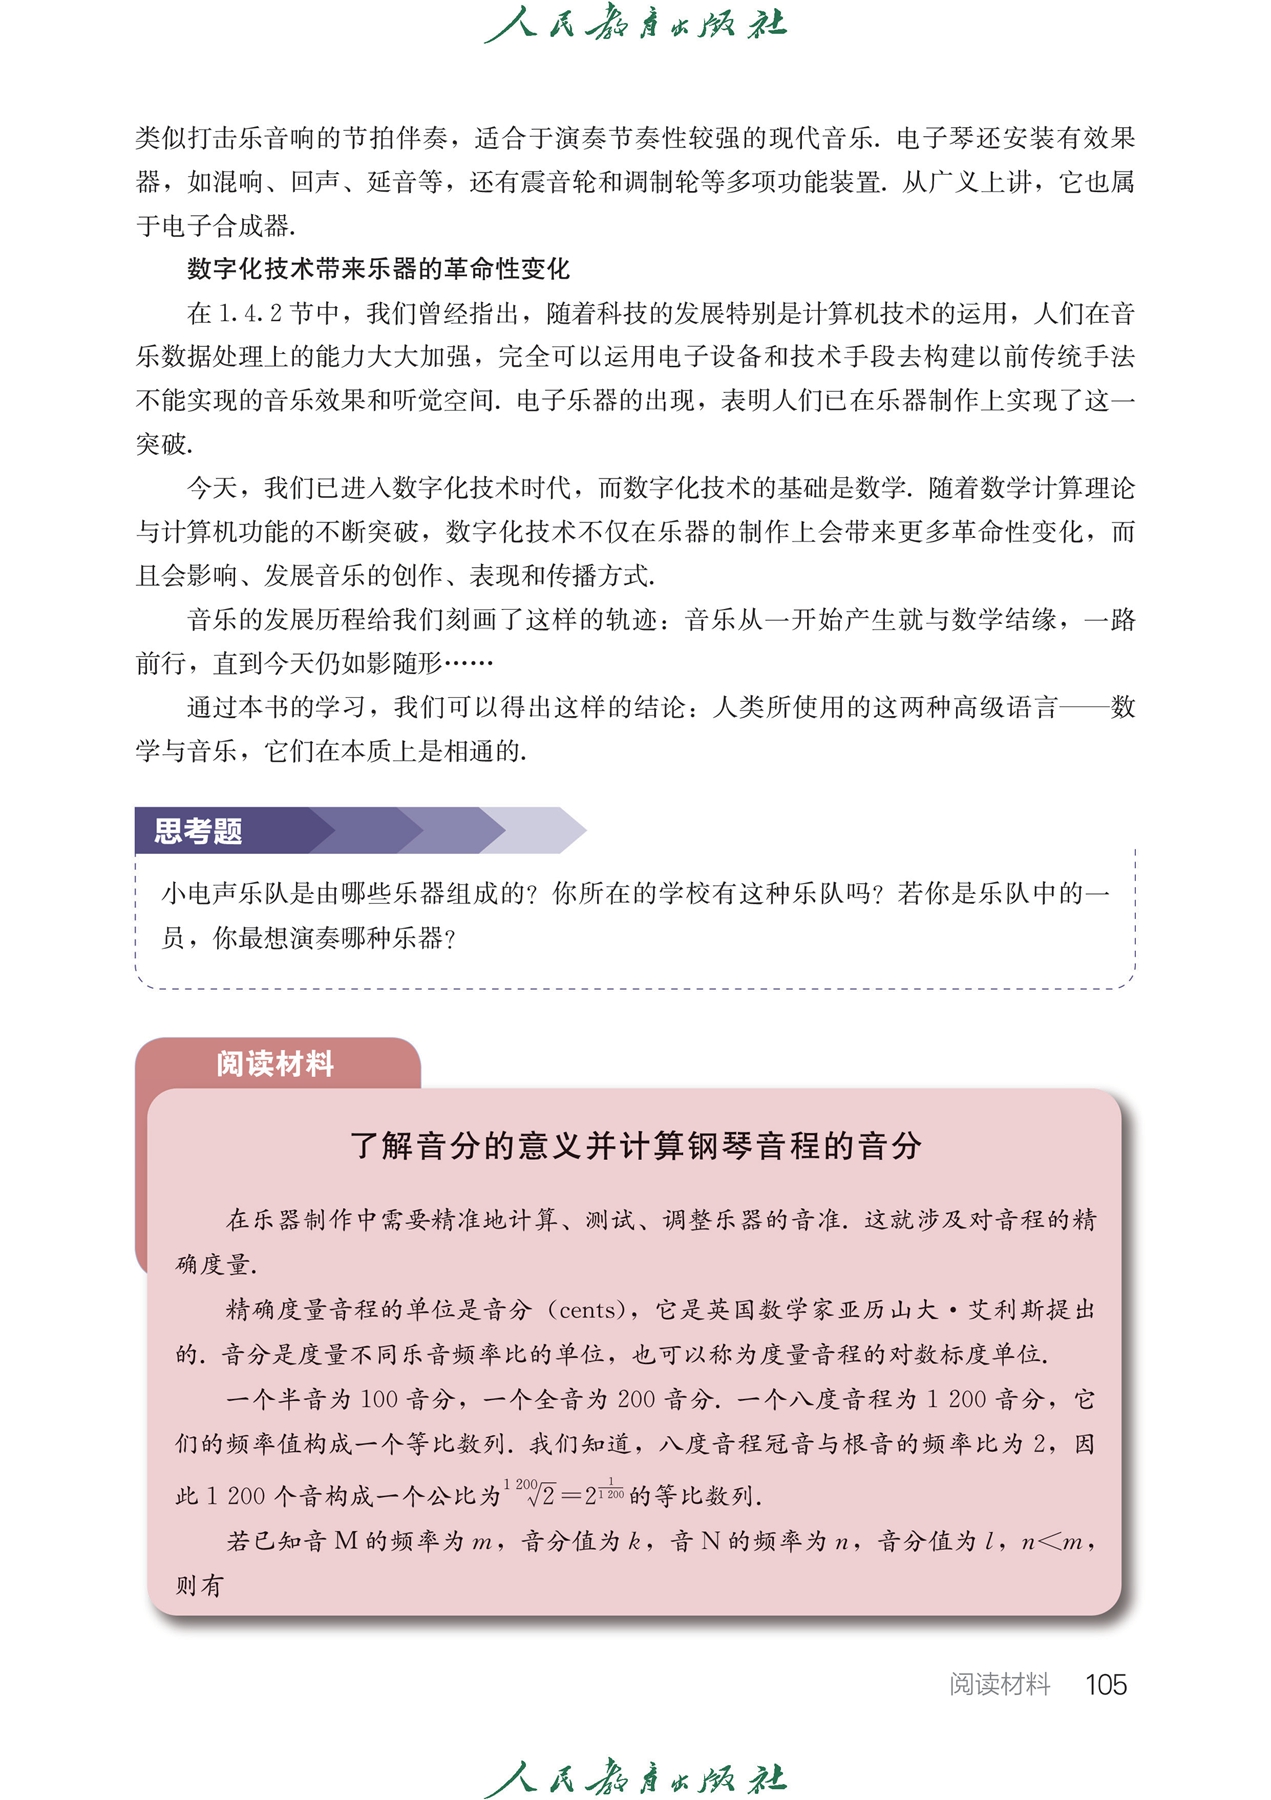 人民教育出版社
类似打击乐音响的节拍伴奏，适合于演奏节奏性较强的现代音乐. 电子琴还安装有效果
器，如混响、回声、延音等，还有震音轮和调制轮等多项功能装置. 从广义上讲，它也属
于电子合成器.
数字化技术带来乐器的革命性变化
在 1.4.2 节中，我们曾经指出，随着科技的发展特别是计算机技术的运用，人们在音
乐数据处理上的能力大大加强，完全可以运用电子设备和技术手段去构建以前传统手法
不能实现的音乐效果和听觉空间. 电子乐器的出现，表明人们已在乐器制作上实现了这一
突破.
今天，我们已进入数字化技术时代，而数字化技术的基础是数学. 随着数学计算理论
与计算机功能的不断突破，数字化技术不仅在乐器的制作上会带来更多革命性变化，而
且会影响、发展音乐的创作、表现和传播方式.
音乐的发展历程给我们刻画了这样的轨迹：音乐从一开始产生就与数学结缘，一路
前行，直到今天仍如影随形……
通过本书的学习，我们可以得出这样的结论：人类所使用的这两种高级语言——数
学与音乐，它们在本质上是相通的.
思考题
小电声乐队是由哪些乐器组成的？你所在的学校有这种乐队吗？若你是乐队中的一
员，你最想演奏哪种乐器？
阅读材料
了解音分的意义并计算钢琴音程的音分
在乐器制作中需要精准地计算、测试、调整乐器的音准. 这就涉及对音程的精
确度量.
精确度量音程的单位是音分（cents），它是英国数学家亚历山大·艾利斯提出
的. 音分是度量不同乐音频率比的单位，也可以称为度量音程的对数标度单位.
一个半音为 100 音分，一个全音为 200 音分. 一个八度音程为 1 200 音分，它
们的频率值构成一个等比数列. 我们知道，八度音程冠音与根音的频率比为 2，因
此 1 200 个音构成一个公比为 $\sqrt[1\,200]{2}=2^{\frac{1}{1\,200}}$ 的等比数列.
若已知音 M 的频率为 m，音分值为 k，音 N 的频率为 n，音分值为 l，n＜m，
则有
阅读材料 105
人民教育出版社